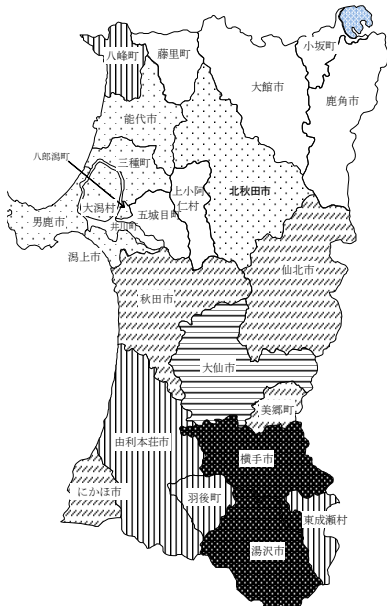 小坂町
八峰町
藤里町
大館市
鹿角市
能代市
八郎潟町
三種町
上小阿
仁村
北秋田市
大潟村
五城目町
男鹿市
井川町
潟上市
仙北市
秋田市
大仙市
美郷町
由利本荘市
横手市
にかほ市
羽後町
東成瀬村
湯沢市